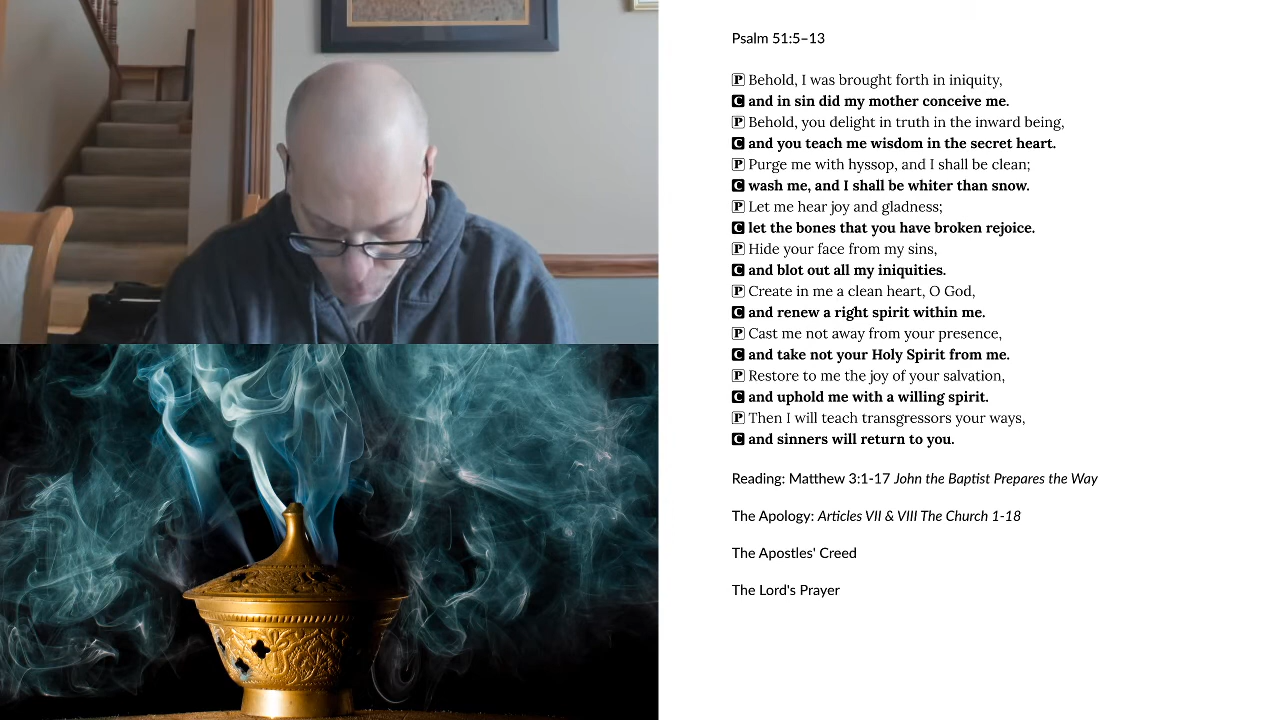 Psalm 51:5–13
P Behold, I was brought forth in iniquity,
C and in sin did my mother conceive me.
P Behold, you delight in truth in the inward being,
C and you teach me wisdom in the secret heart.
P Purge me with hyssop, and I shall be clean;
C wash me, and I shall be whiter than snow.
P Let me hear joy and gladness;
C let the bones that you have broken rejoice.
P Hide your face from my sins,
C and blot out all my iniquities.
P Create in me a clean heart, O God,
C and renew a right spirit within me.
P Cast me not away from your presence,
C and take not your Holy Spirit from me.
P Restore to me the joy of your salvation,
C and uphold me with a willing spirit.
P Then I will teach transgressors your ways,
C and sinners will return to you.
Reading: Matthew 3:1-17 John the Baptist Prepares the Way
The Apology: Articles VII & VIII The Church 1-18
The Apostles' Creed
The Lord's Prayer